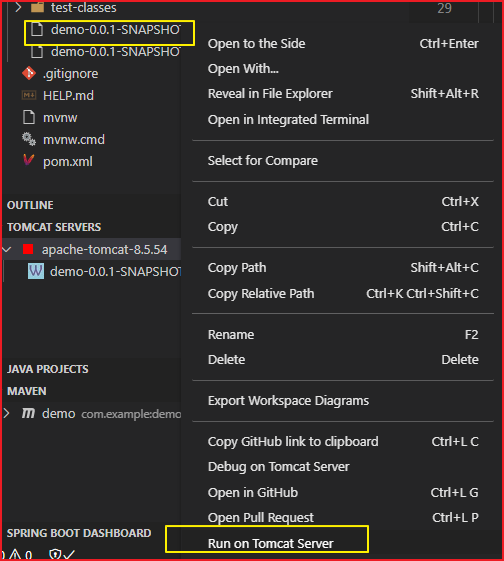 test-classes
29
demo-0.0.1-SNAPSHOT
demo-0.0.1-SNAPSHOT
.gitignore
HELP.md
mvnw
mvnw.cmd
pom.xml
OUTLINE
TOMCAT SERVERS
apache-tomcat-8.5.54
W demo-0.0.1-SNAPSHOT
JAVA PROJECTS
MAVEN
m demo com.example:demo
SPRING BOOT DASHBOARD
0 0
Open to the Side Ctrl+Enter
Open With...
Reveal in File Explorer Shift+Alt+R
Open in Integrated Terminal
Select for Compare
Cut Ctrl+X
Copy Ctrl+C
Copy Path Shift+Alt+C
Copy Relative Path Ctrl+K Ctrl+Shift+C
Rename F2
Delete Delete
Export Workspace Diagrams
Copy GitHub link to clipboard Ctrl+L C
Debug on Tomcat Server
Open in GitHub Ctrl+L G
Open Pull Request Ctrl+L P
Run on Tomcat Server